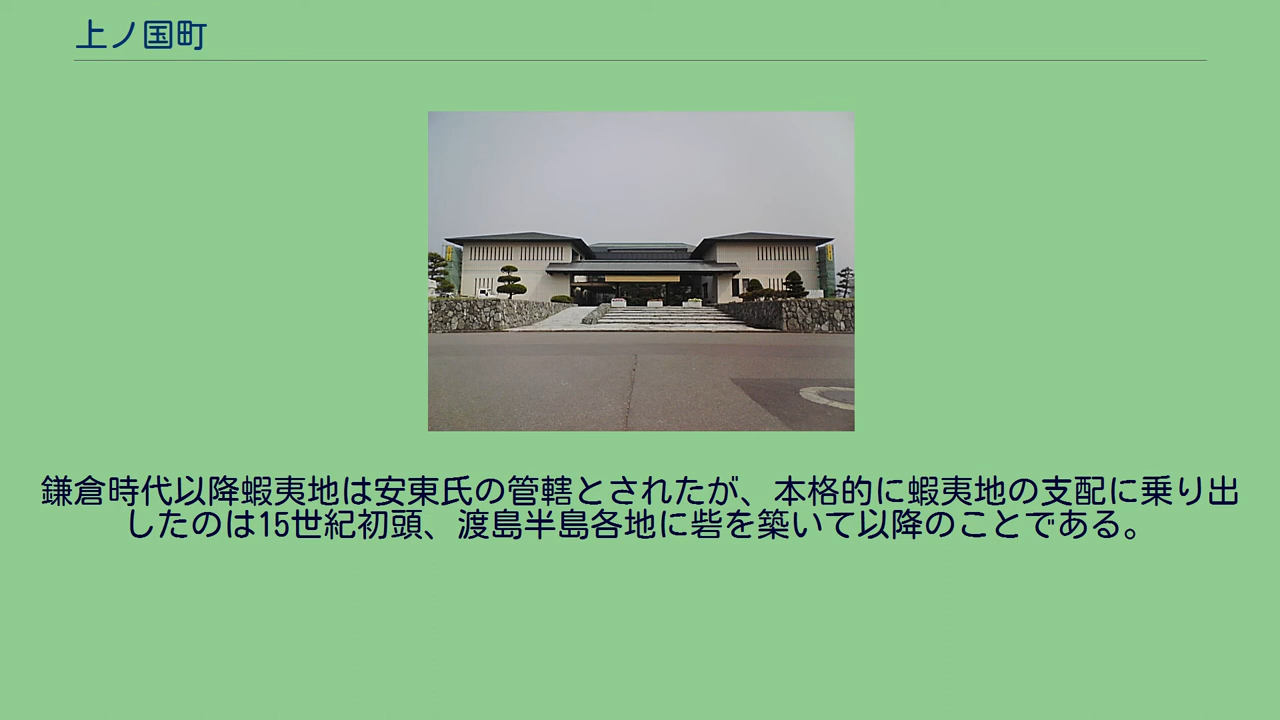 上ノ国町
鎌倉時代以降蝦夷地は安東氏の管轄とされたが、本格的に蝦夷地の支配に乗り出
したのは15世紀初頭、渡島半島各地に砦を築いて以降のことである。